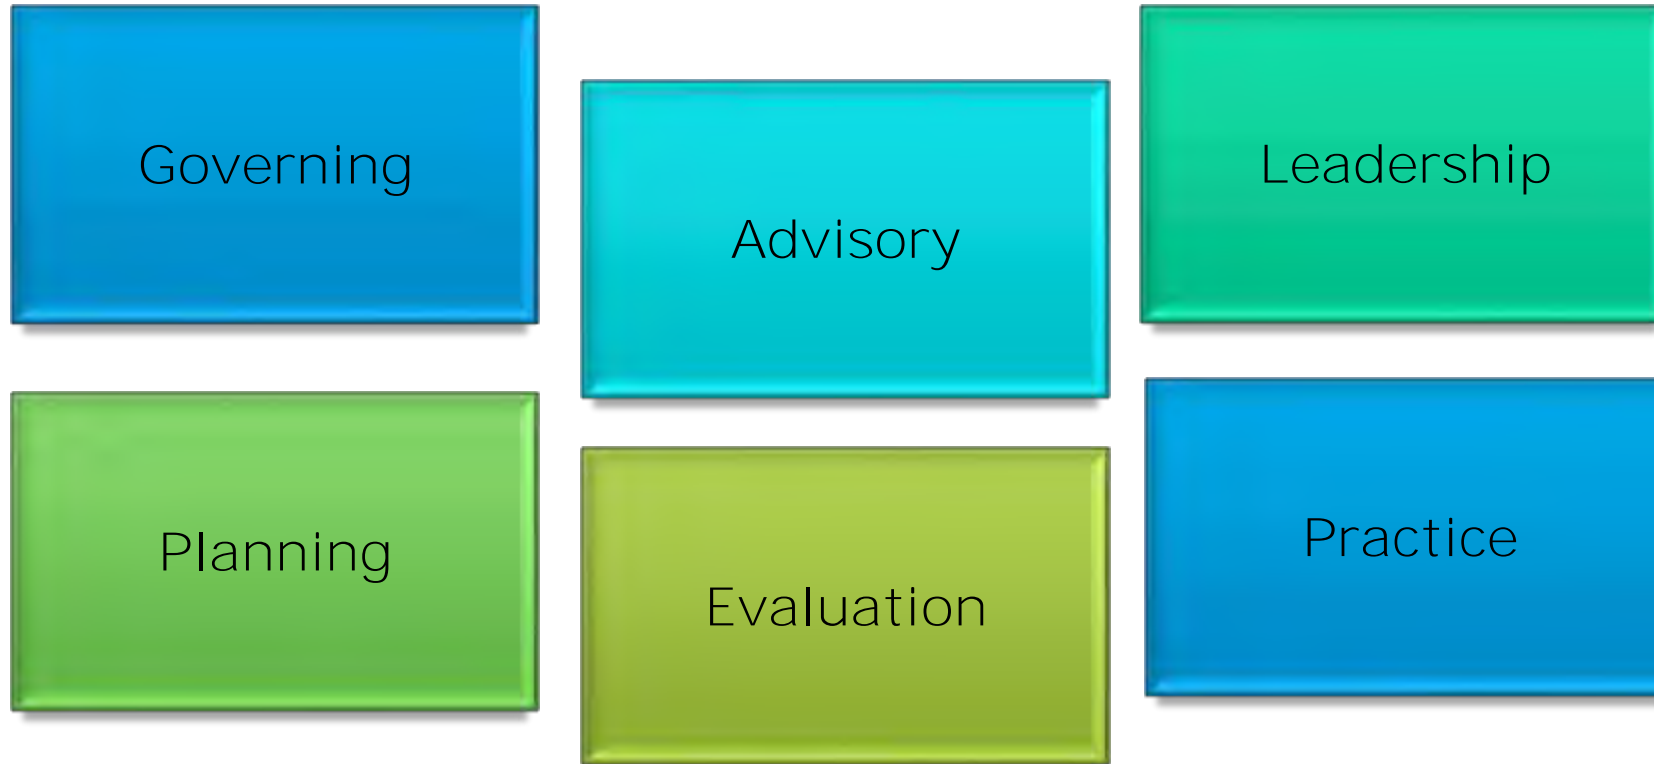 Governing
Advisory
Leadership
Planning
Evaluation
Practice